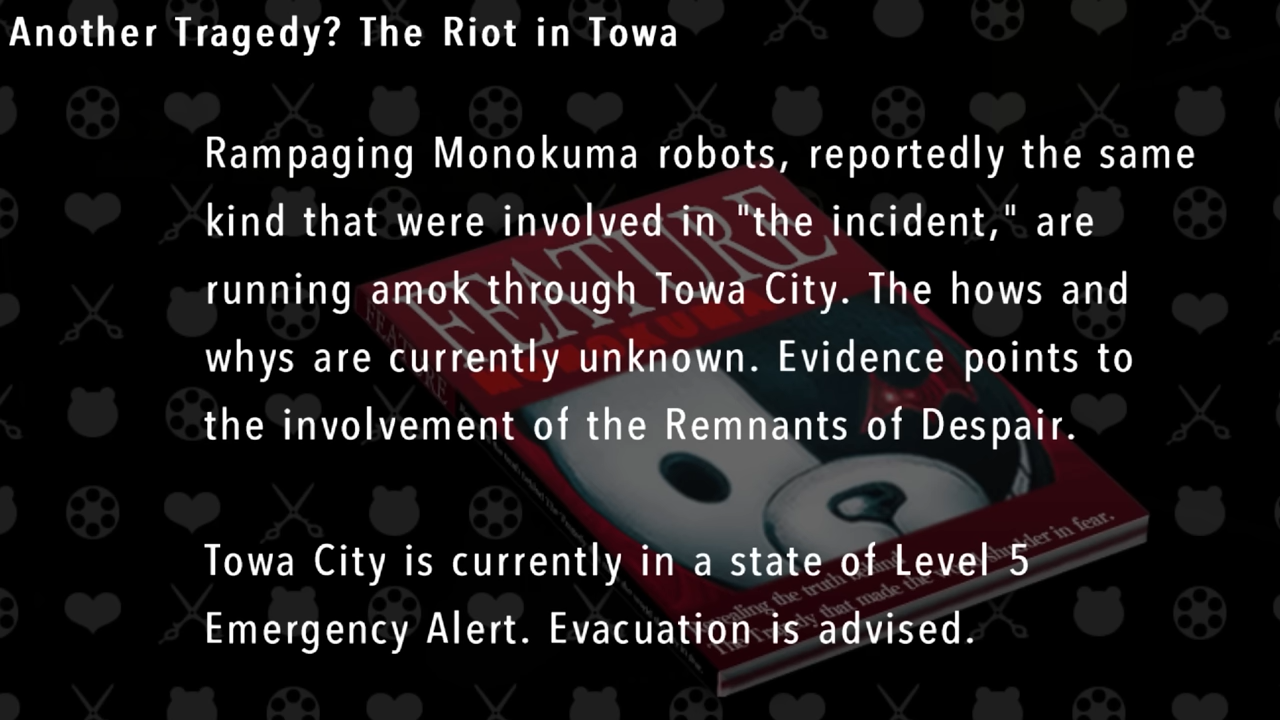 Another Tragedy? The Riot in Towa
Rampaging Monokuma robots, reportedly the same
kind that were involved in "the incident," are
running amok through Towa City. The hows and
whys are currently unknown. Evidence points to
the involvement of the Remnants of Despair.
Towa City is currently in a state of Level 5
Emergency Alert. Evacuation is advised.
FEATURE